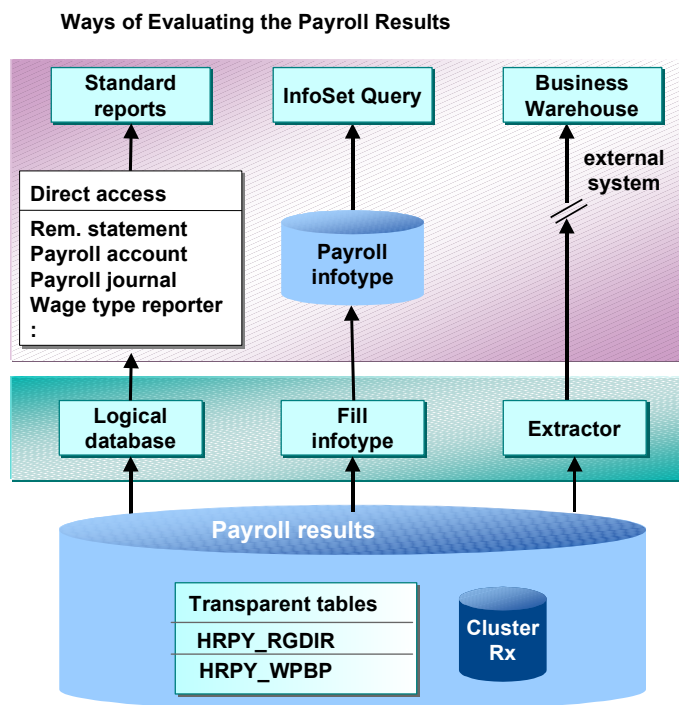 Ways of Evaluating the Payroll Results
Standard
reports
InfoSet Query
Business
Warehouse
external
system
Direct access
Rem. statement
Payroll account
Payroll journal
Wage type reporter
:
Payroll
infotype
Logical
database
Fill
infotype
Extractor
Payroll results
Transparent tables
HRPY_RGDIR
HRPY_WPBP
Cluster
Rx